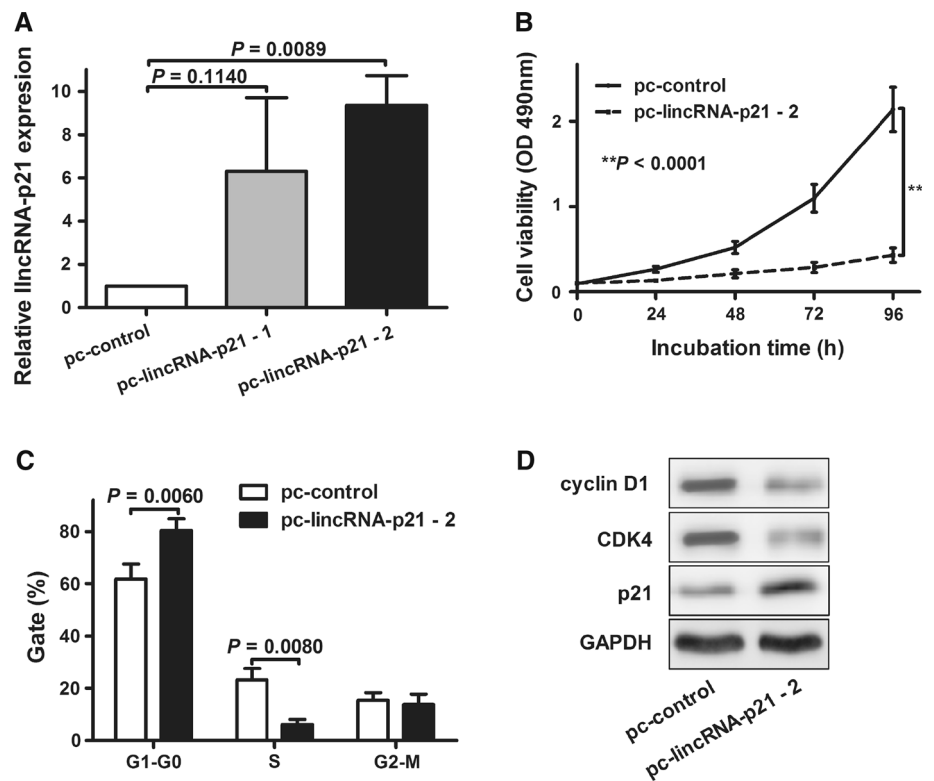 A
Relative lincRNA-p21 expresion
P = 0.0089
P = 0.1140
10
8
6
4
2
0
pc-control
pc-lincRNA-p21 - 1
pc-lincRNA-p21 - 2
B
Cell viability (OD 490nm)
pc-control
pc-lincRNA-p21 - 2
**P < 0.0001
**
2
1
0
0 24 48 72 96
Incubation time (h)
C
Gate (%)
P = 0.0060
pc-control
pc-lincRNA-p21 - 2
P = 0.0080
80
60
40
20
0
G1-G0 S G2-M
D
cyclin D1
CDK4
p21
GAPDH
pc-control
pc-lincRNA-p21 - 2